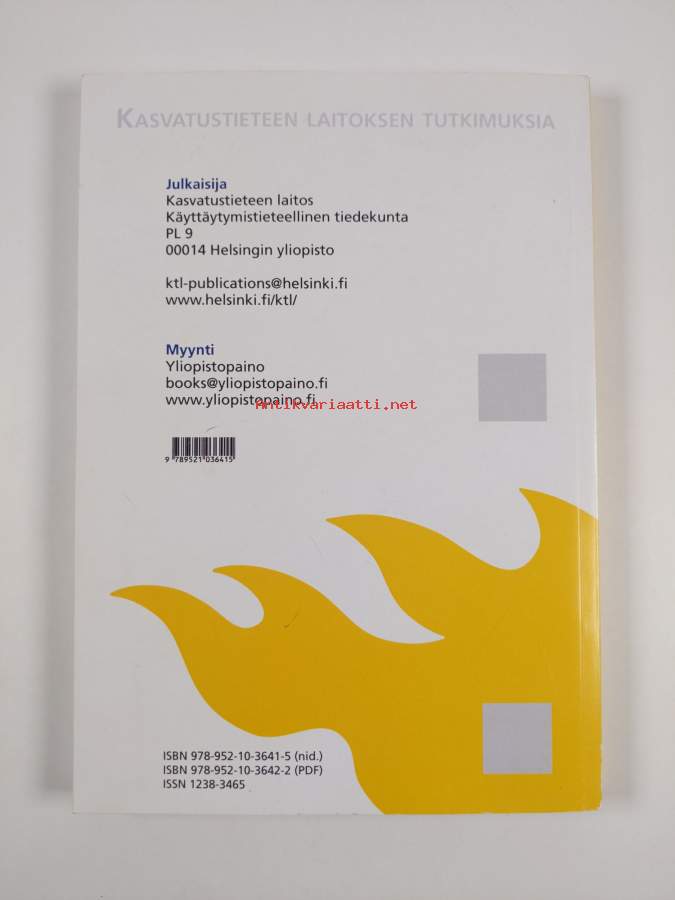 KASVATUSTIETEEN LAITOKSEN TUTKIMUKSIA
Julkaisija
Kasvatustieteen laitos
Käyttäytymistieteellinen tiedekunta
PL 9
00014 Helsingin yliopisto
ktl-publications@helsinki.fi
www.helsinki.fi/ktl/
Myynti
Yliopistopaino
books@yliopistopaino.fi
www.yliopistopaino.fi
antikvariaatti.net
9 789521 036415
ISBN 978-952-10-3641-5 (nid.)
ISBN 978-952-10-3642-2 (PDF)
ISSN 1238-3465